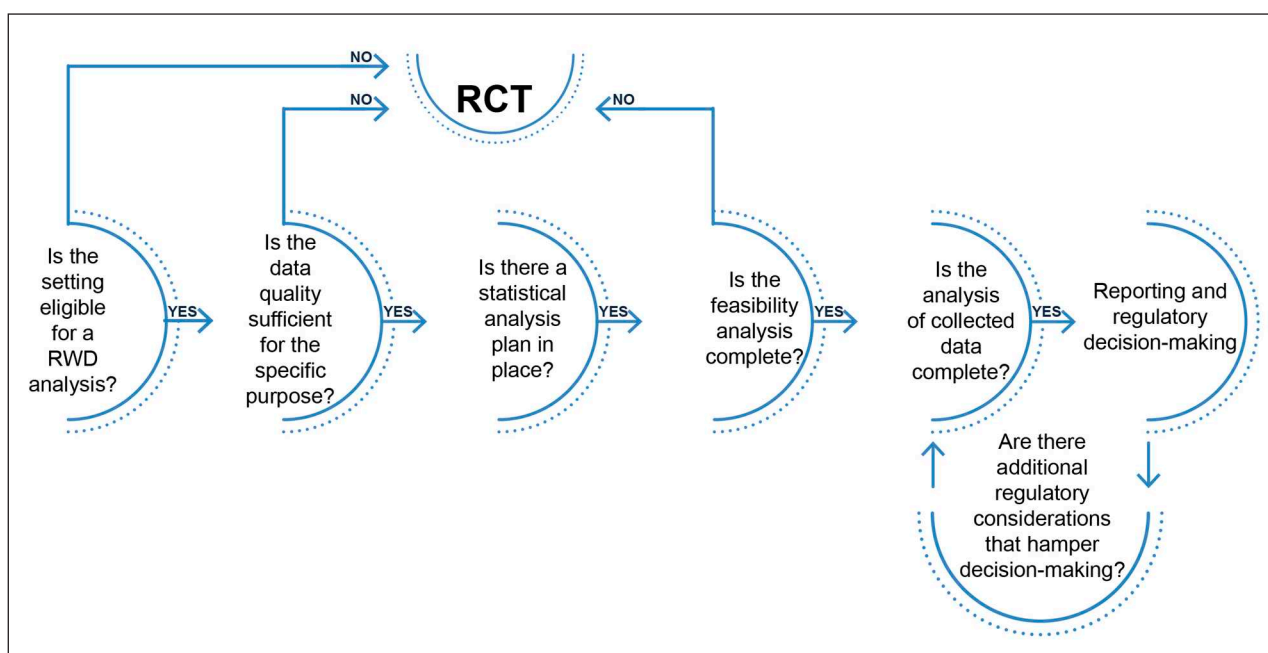 NO
RCT
NO
NO
Is the
setting
eligible
for a
RWD
analysis?
YES
Is the
data
quality
sufficient
for the
specific
purpose?
YES
Is there a
statistical
analysis
plan in
place?
YES
Is the
feasibility
analysis
complete?
YES
Is the
analysis
of collected
data
complete?
YES
Reporting and
regulatory
decision-making
Are there
additional
regulatory
considerations
that hamper
decision-making?